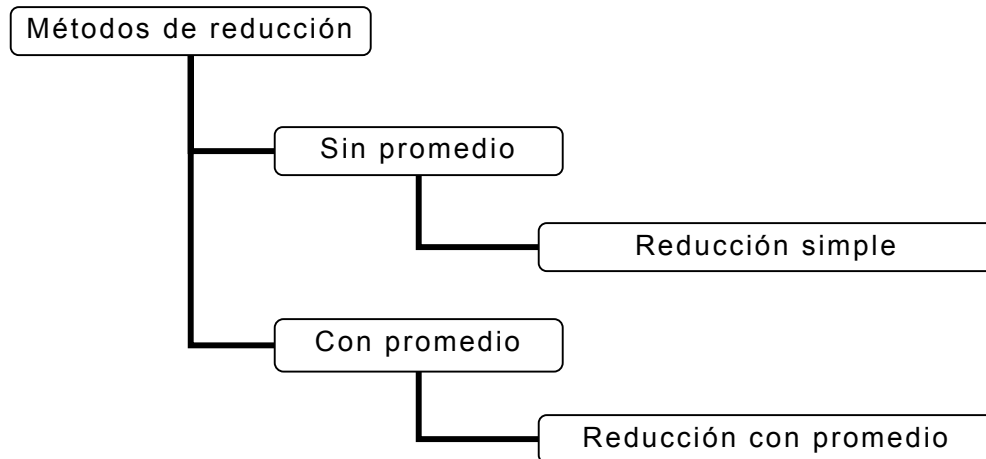 Métodos de reducción
Sin promedio
Reducción simple
Con promedio
Reducción con promedio